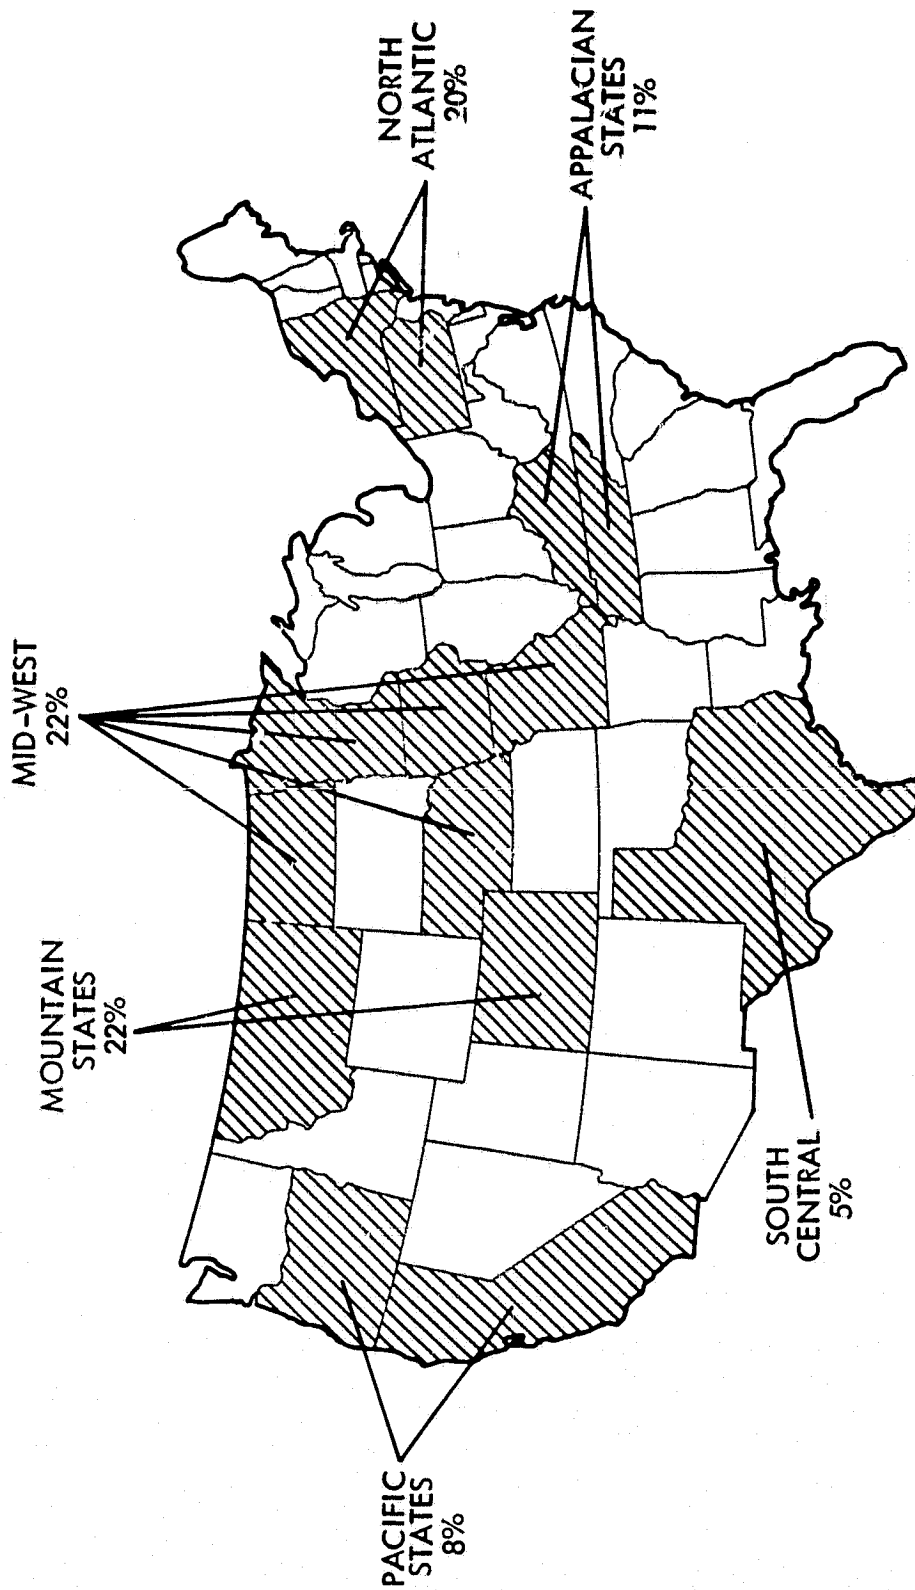 MOUNTAIN
STATES
22%
MID-WEST
22%
NORTH
ATLANTIC
20%
APPALACIAN
STATES
11%
PACIFIC
STATES
8%
SOUTH
CENTRAL
5%